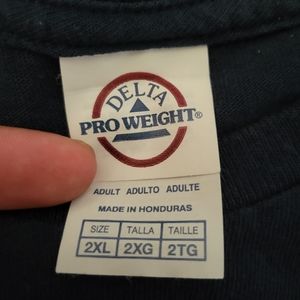 DELTA
PRO WEIGHT®
ADULT ADULTO ADULTE
MADE IN HONDURAS
SIZE TALLA TAILLE
2XL 2XG 2TG